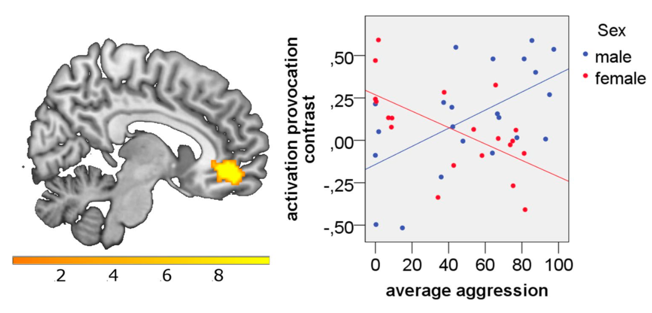 2 4 6 8
activation provocation
contrast
,50
,25
,00
-,25
-,50
0 20 40 60 80 100
average aggression
Sex
male
female